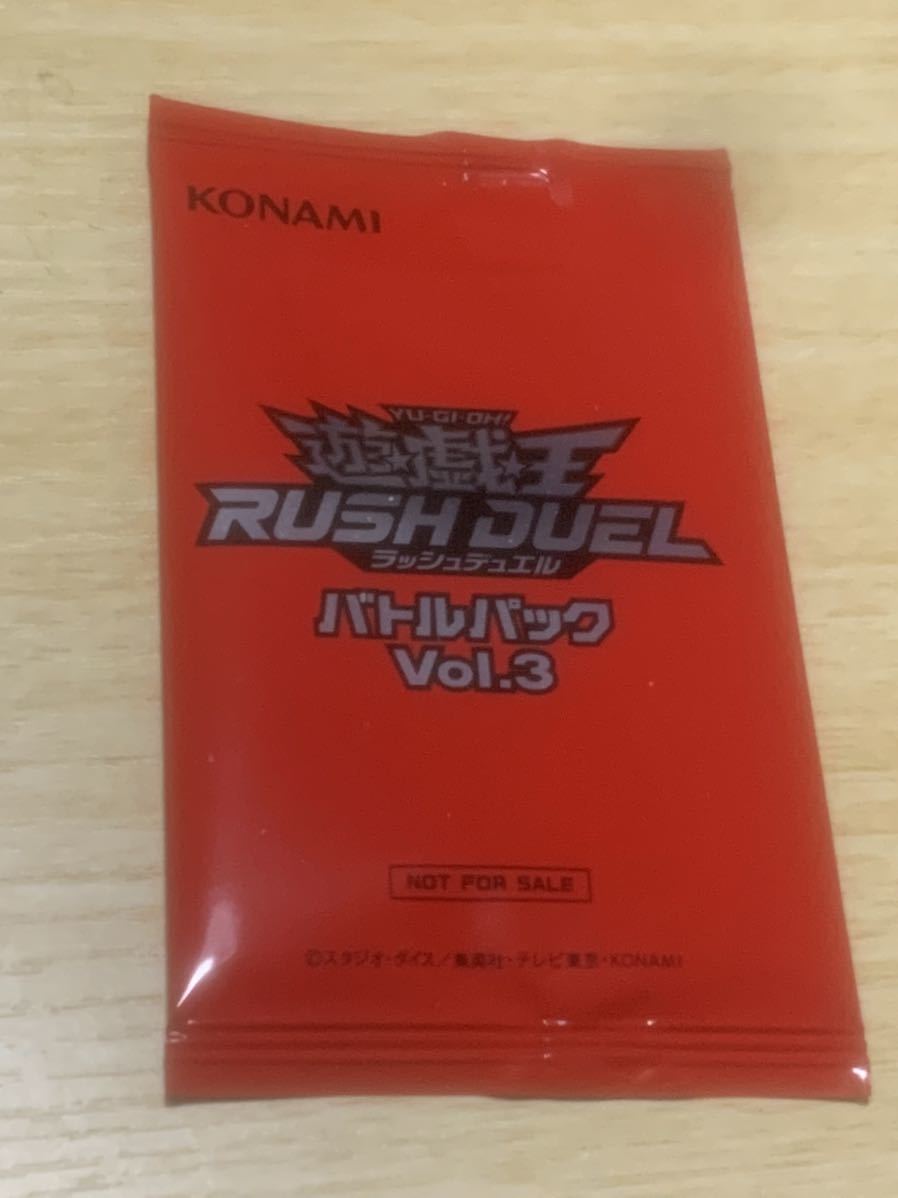 KONAMI
YU-GI-OH!
遊☆戯☆王
RUSH DUEL
ラッシュデュエル
バトルパック
Vol.3
NOT FOR SALE
©スタジオ・ダイス／集英社・テレビ東京・KONAMI